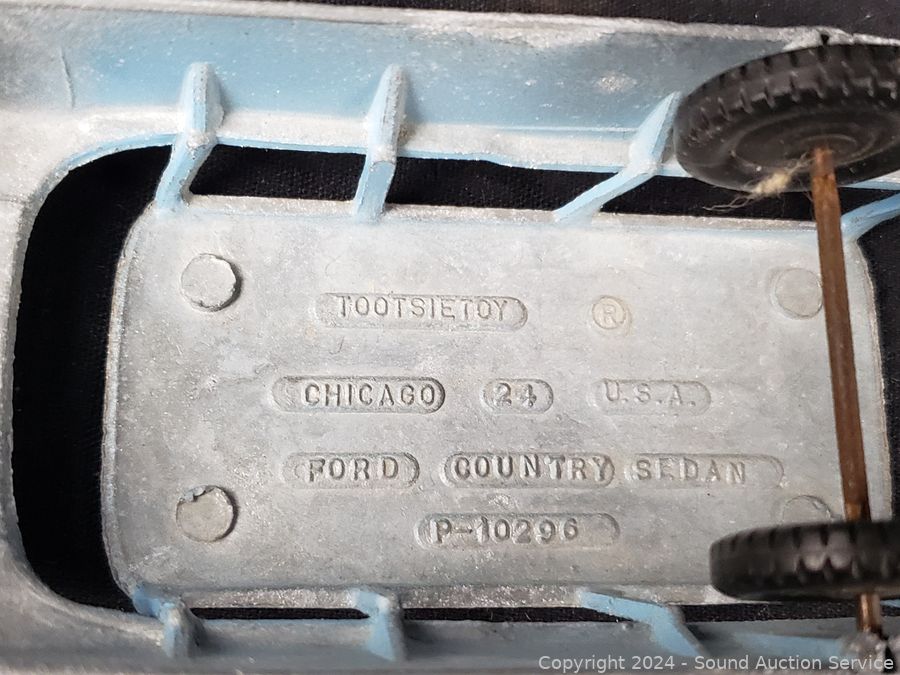 TOOTSIETOY ®
CHICAGO 24 U.S.A.
FORD COUNTRY SEDAN
P-10296
Copyright 2024 - Sound Auction Service